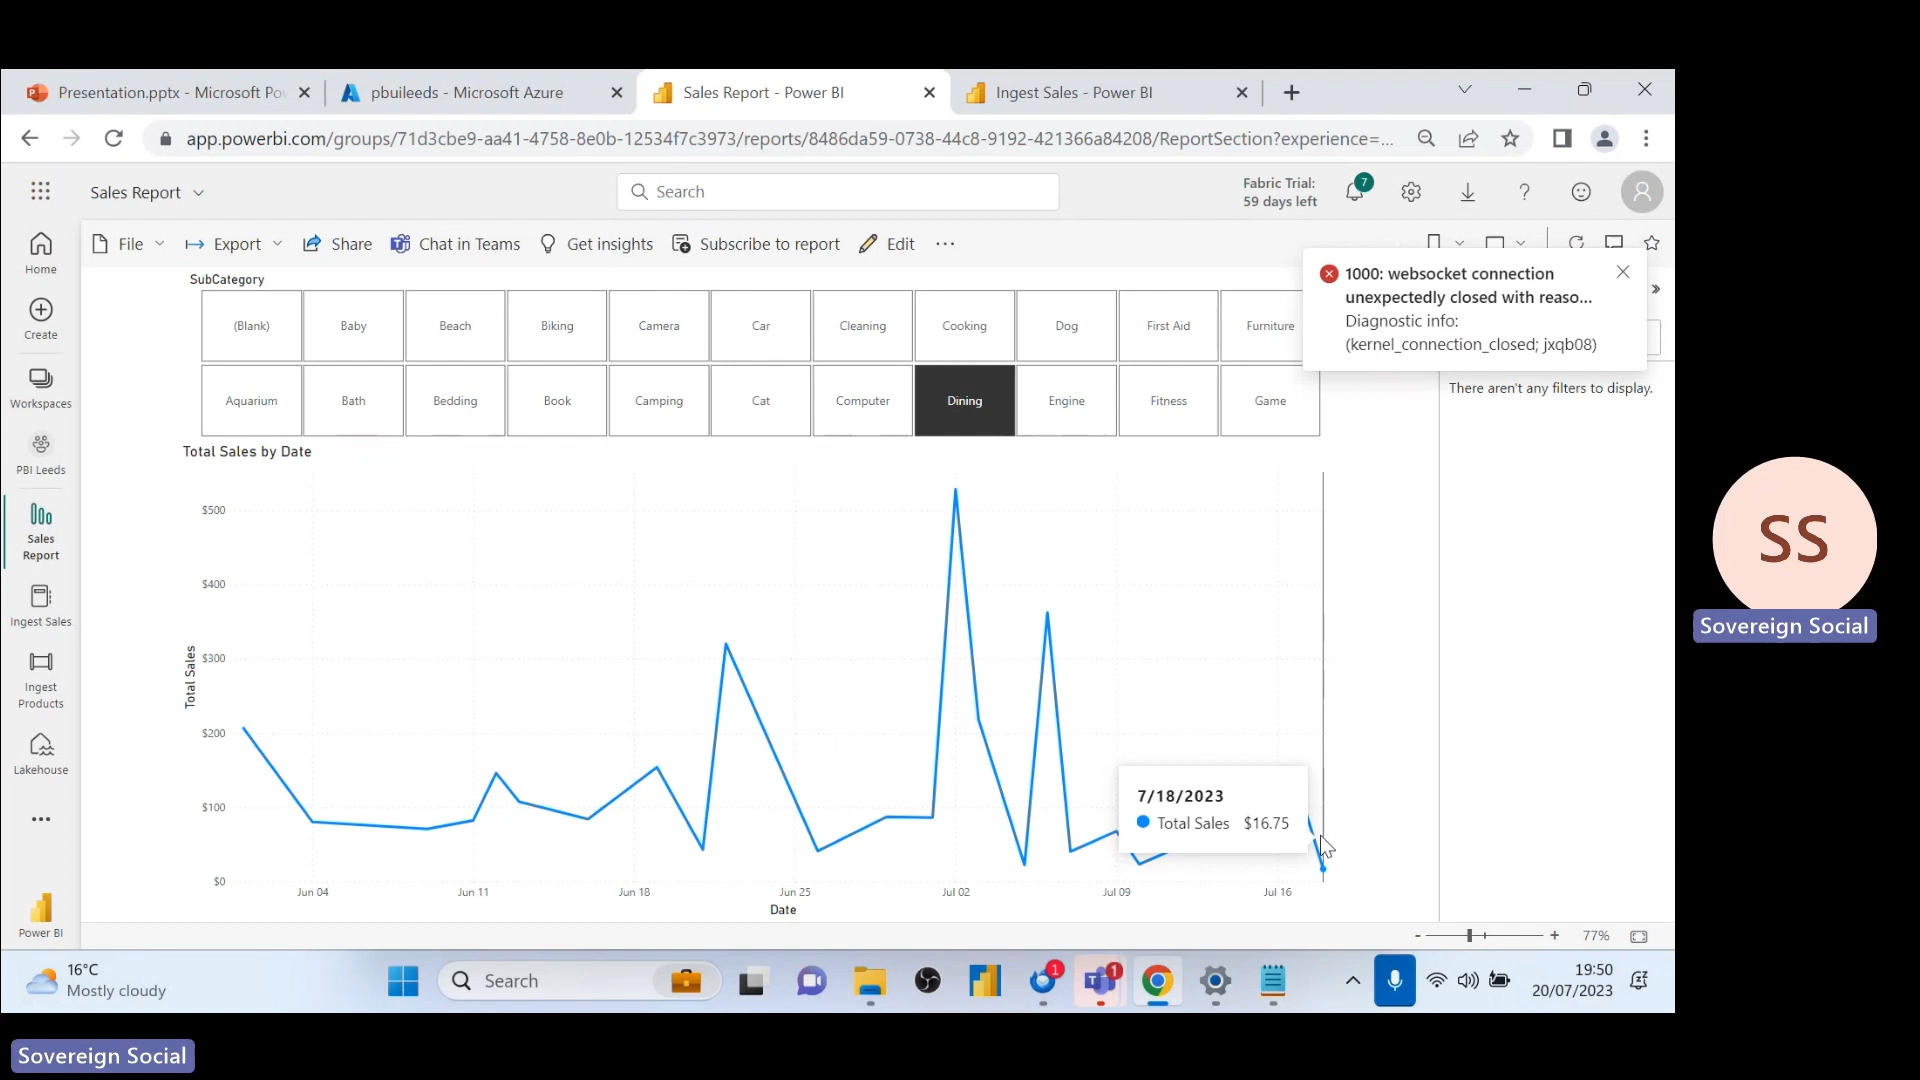 Presentation.pptx - Microsoft Po
pbuileeds - Microsoft Azure
Sales Report - Power BI
Ingest Sales - Power BI
app.powerbi.com/groups/71d3cbe9-aa41-4758-8e0b-12534f7c3973/reports/8486da59-0738-44c8-9192-421366a84208/ReportSection?experience=...
Sales Report
Search
Fabric Trial:
59 days left
7
?
Home
Create
Workspaces
PBI Leeds
Sales
Report
Ingest Sales
Ingest
Products
Lakehouse
Power BI
File
Export
Share
Chat in Teams
Get insights
Subscribe to report
Edit
1000: websocket connection
unexpectedly closed with reaso...
Diagnostic info:
(kernel_connection_closed; jxqb08)
There aren't any filters to display.
SubCategory
(Blank) Baby Beach Biking Camera Car Cleaning Cooking Dog First Aid Furniture
Aquarium Bath Bedding Book Camping Cat Computer Dining Engine Fitness Game
Total Sales by Date
Total Sales
$500
$400
$300
$200
$100
$0
7/18/2023
Total Sales $16.75
Jun 04 Jun 11 Jun 18 Jun 25 Jul 02 Jul 09 Jul 16
Date
- + 77%
16°C
Mostly cloudy
Search
1
1
19:50
20/07/2023
SS
Sovereign Social
Sovereign Social